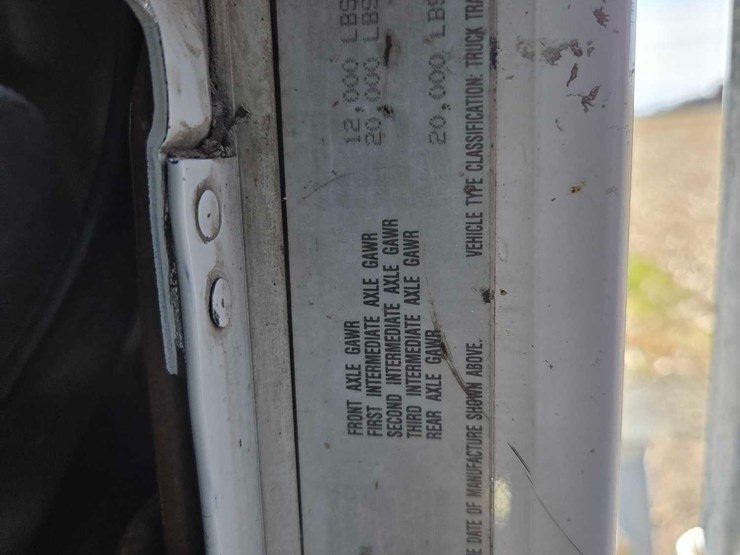 FRONT AXLE GAWR 12,000 LBS
FIRST INTERMEDIATE AXLE GAWR 20,000 LBS
SECOND INTERMEDIATE AXLE GAWR
THIRD INTERMEDIATE AXLE GAWR
REAR AXLE GAWR 20,000 LBS
E DATE OF MANUFACTURE SHOWN ABOVE. VEHICLE TYPE CLASSIFICATION: TRUCK TRA